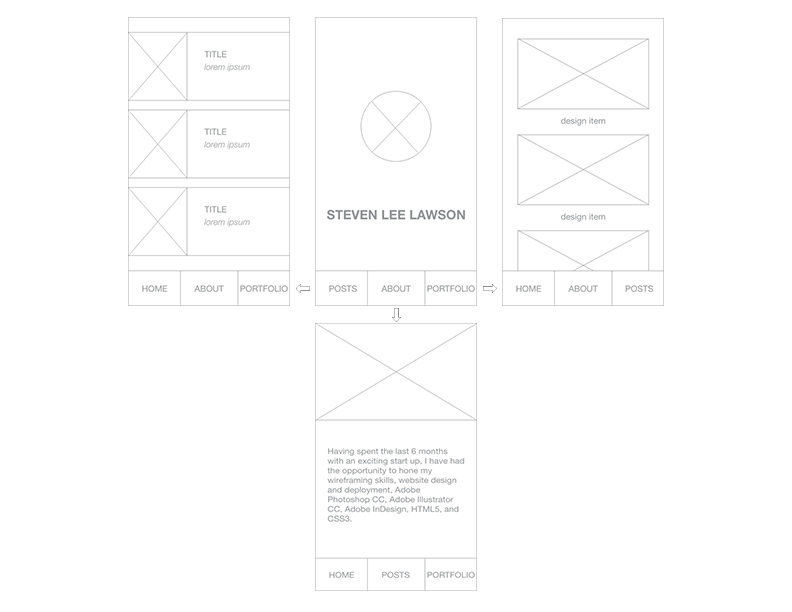 TITLE
lorem ipsum
TITLE
lorem ipsum
TITLE
lorem ipsum
HOME ABOUT PORTFOLIO
STEVEN LEE LAWSON
POSTS ABOUT PORTFOLIO
design item
design item
HOME ABOUT POSTS
Having spent the last 6 months
with an exciting start up, I have had
the opportunity to hone my
wireframing skills, website design
and deployment, Adobe
Photoshop CC, Adobe Illustrator
CC, Adobe InDesign, HTML5, and
CSS3.
HOME POSTS PORTFOLIO